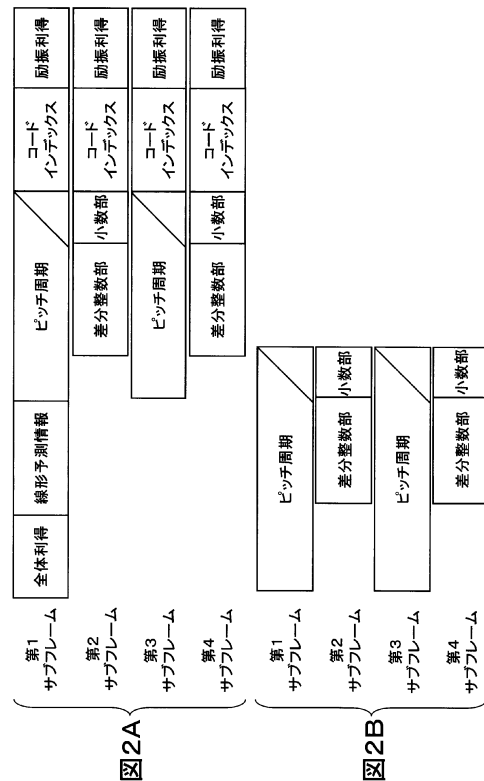 図2A
第1
サブフレーム
全体利得
線形予測情報
ピッチ周期
コード
インデックス
励振利得
第2
サブフレーム
差分整数部
小数部
コード
インデックス
励振利得
第3
サブフレーム
ピッチ周期
コード
インデックス
励振利得
第4
サブフレーム
差分整数部
小数部
コード
インデックス
励振利得
図2B
第1
サブフレーム
ピッチ周期
第2
サブフレーム
差分整数部
小数部
第3
サブフレーム
ピッチ周期
第4
サブフレーム
差分整数部
小数部